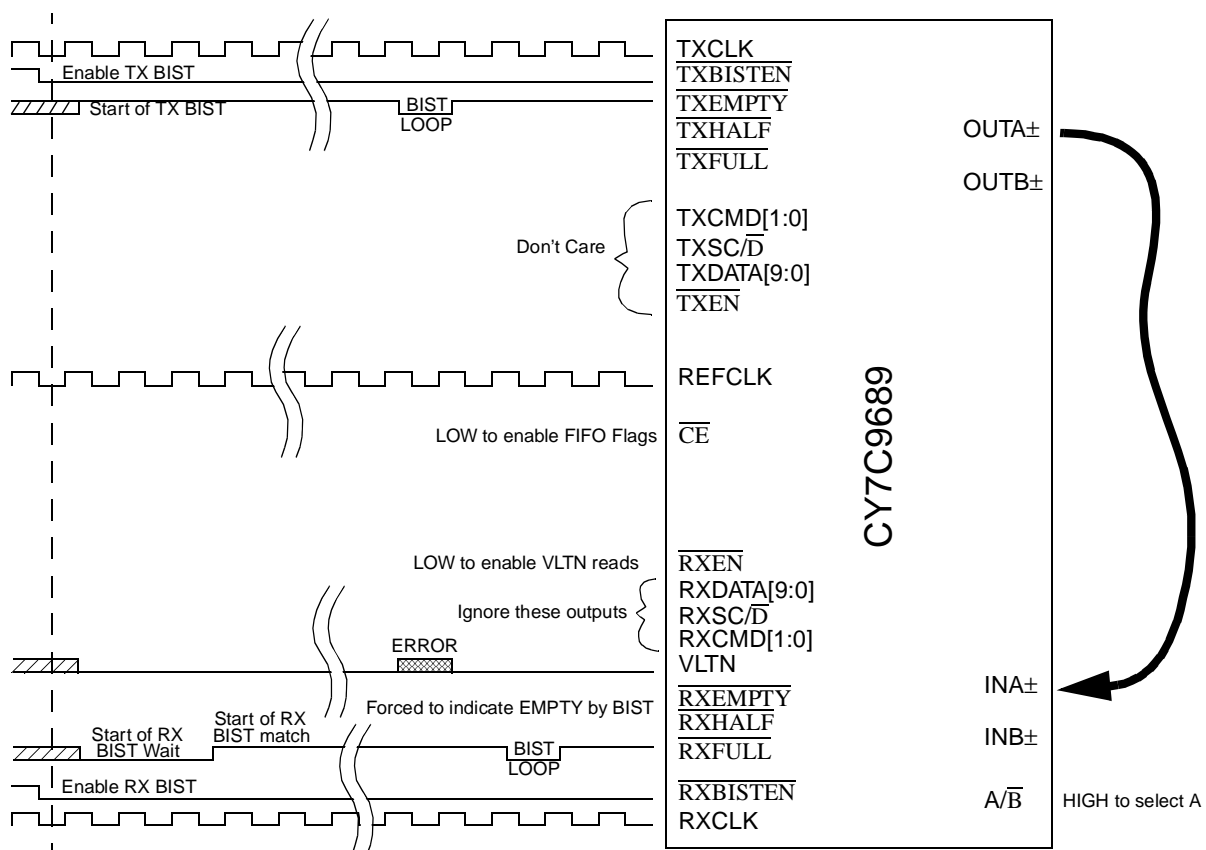 TXCLK
Enable TX BIST
TXBISTEN
Start of TX BIST
BIST
LOOP
TXEMPTY
TXHALF
TXFULL
OUTA±
OUTB±
Don't Care
TXCMD[1:0]
TXSC/D
TXDATA[9:0]
TXEN
REFCLK
LOW to enable FIFO Flags
CE
CY7C9689
LOW to enable VLTN reads
RXEN
Ignore these outputs
RXDATA[9:0]
RXSC/D
RXCMD[1:0]
ERROR
VLTN
INA±
Forced to indicate EMPTY by BIST
RXEMPTY
RXHALF
Start of RX
BIST Wait
Start of RX
BIST match
BIST
LOOP
RXFULL
INB±
Enable RX BIST
RXBISTEN
RXCLK
A/B
HIGH to select A